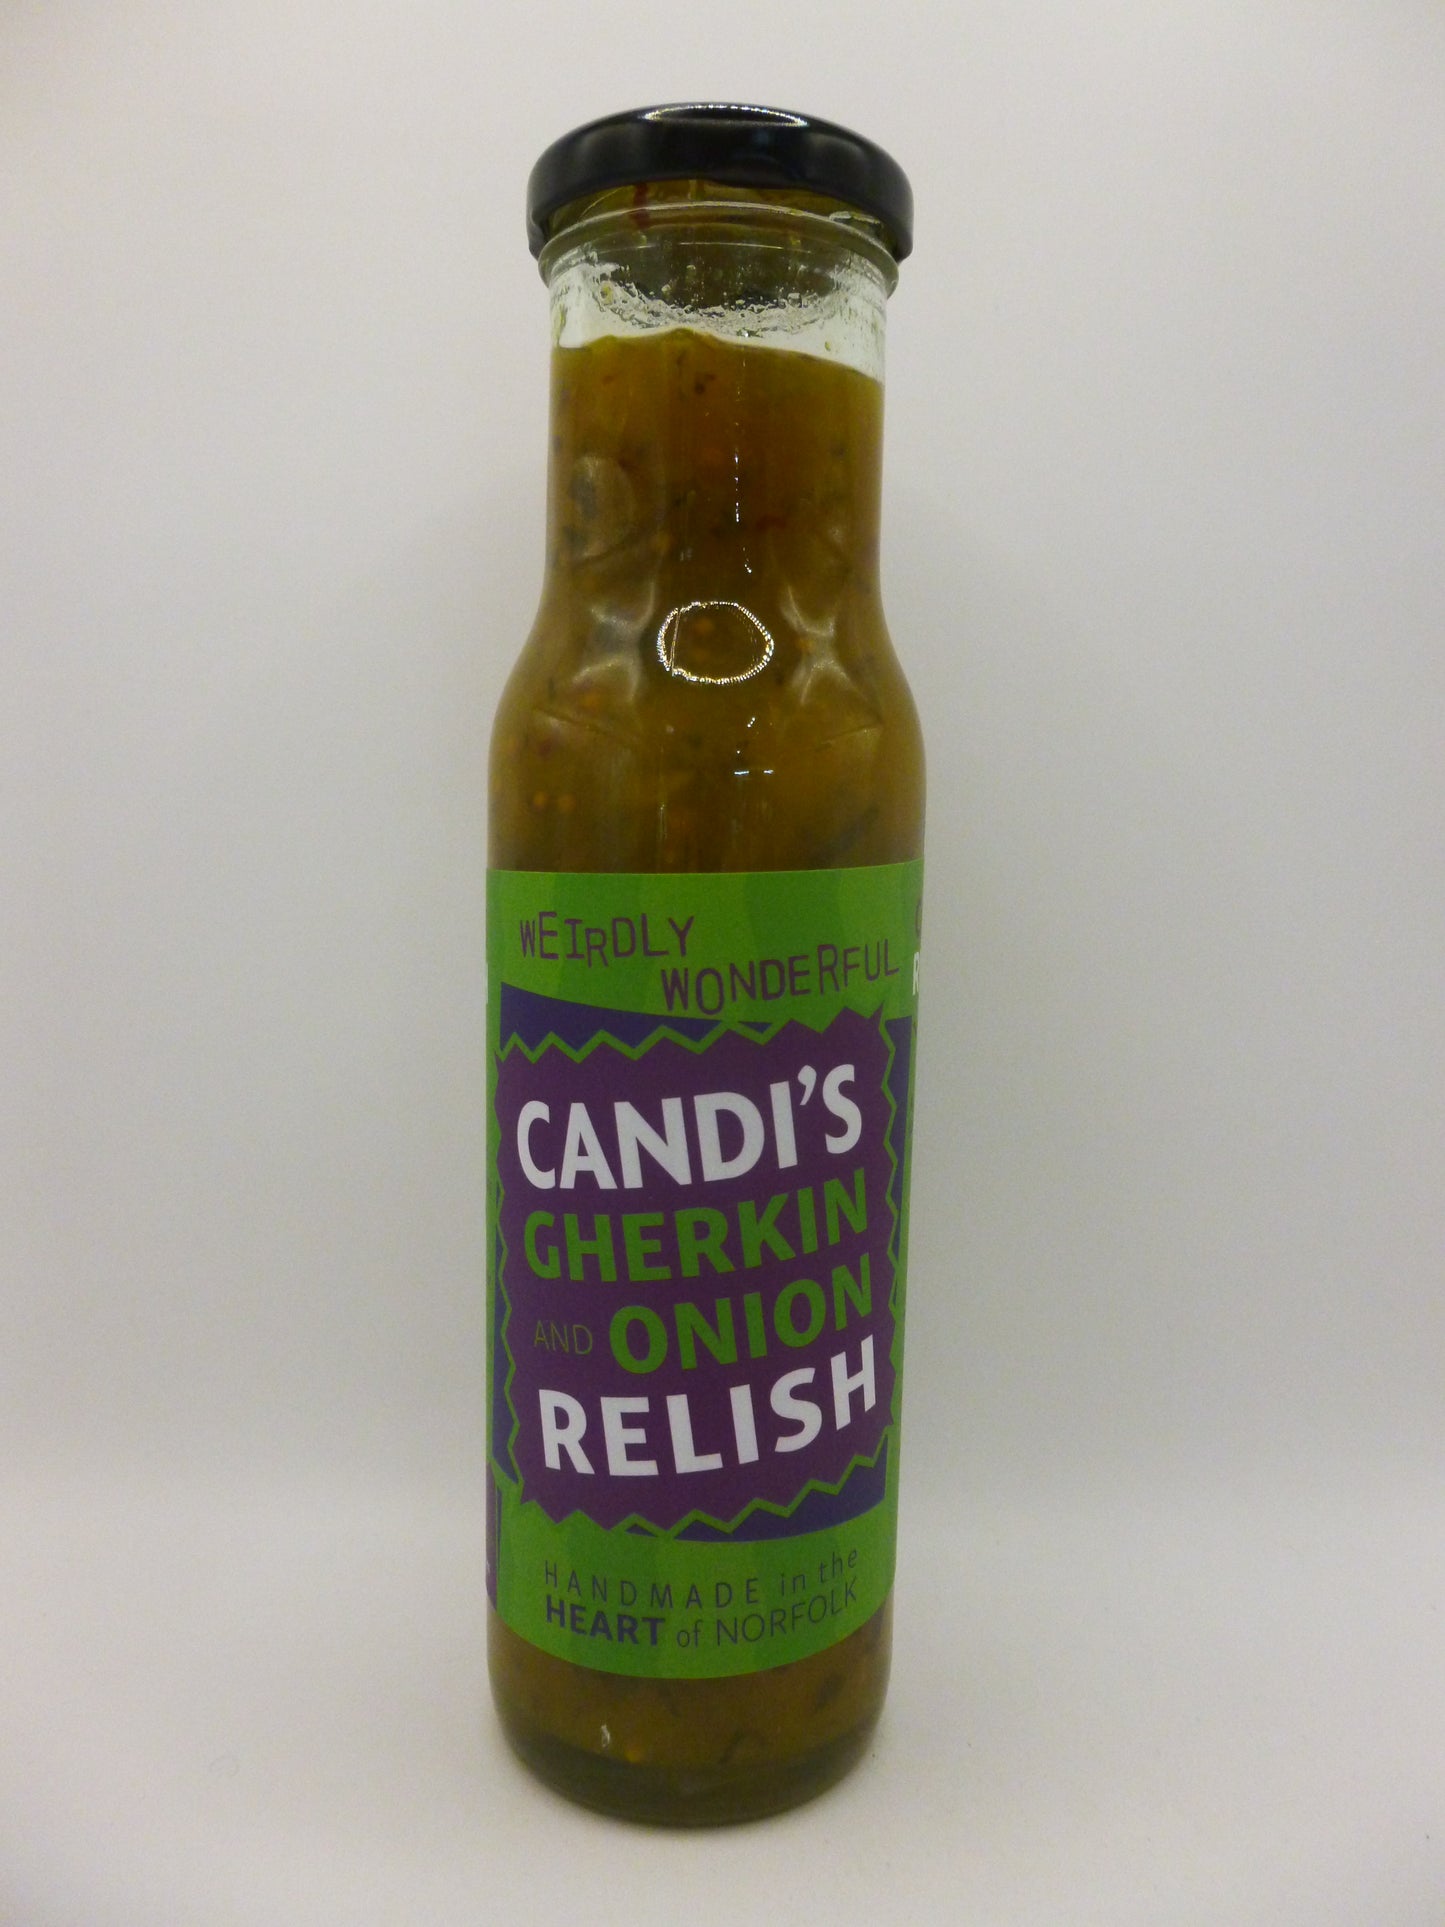 WEIRDLY
WONDERFUL
CANDI'S
GHERKIN
AND ONION
RELISH
HANDMADE in the
HEART of NORFOLK